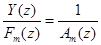 Y(z)/F_m(z) = 1/A_m(z)